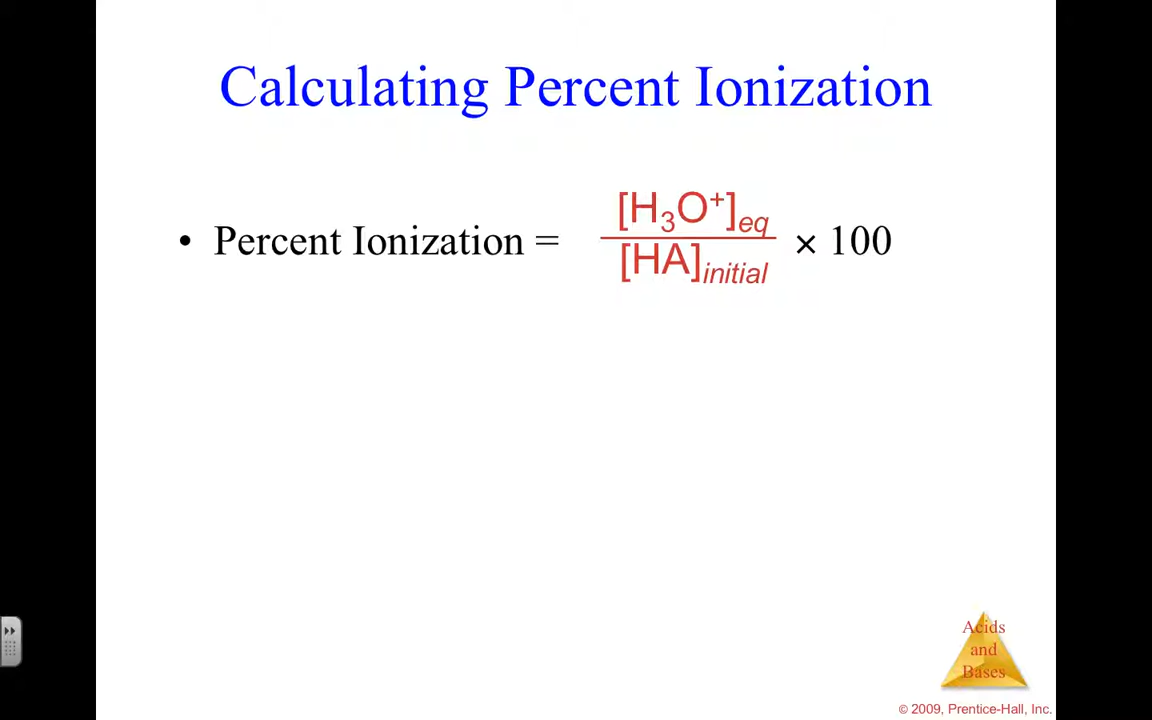 Calculating Percent Ionization
• Percent Ionization = [H₃O⁺]eq / [HA]initial × 100
Acids
and
Bases
© 2009, Prentice-Hall, Inc.